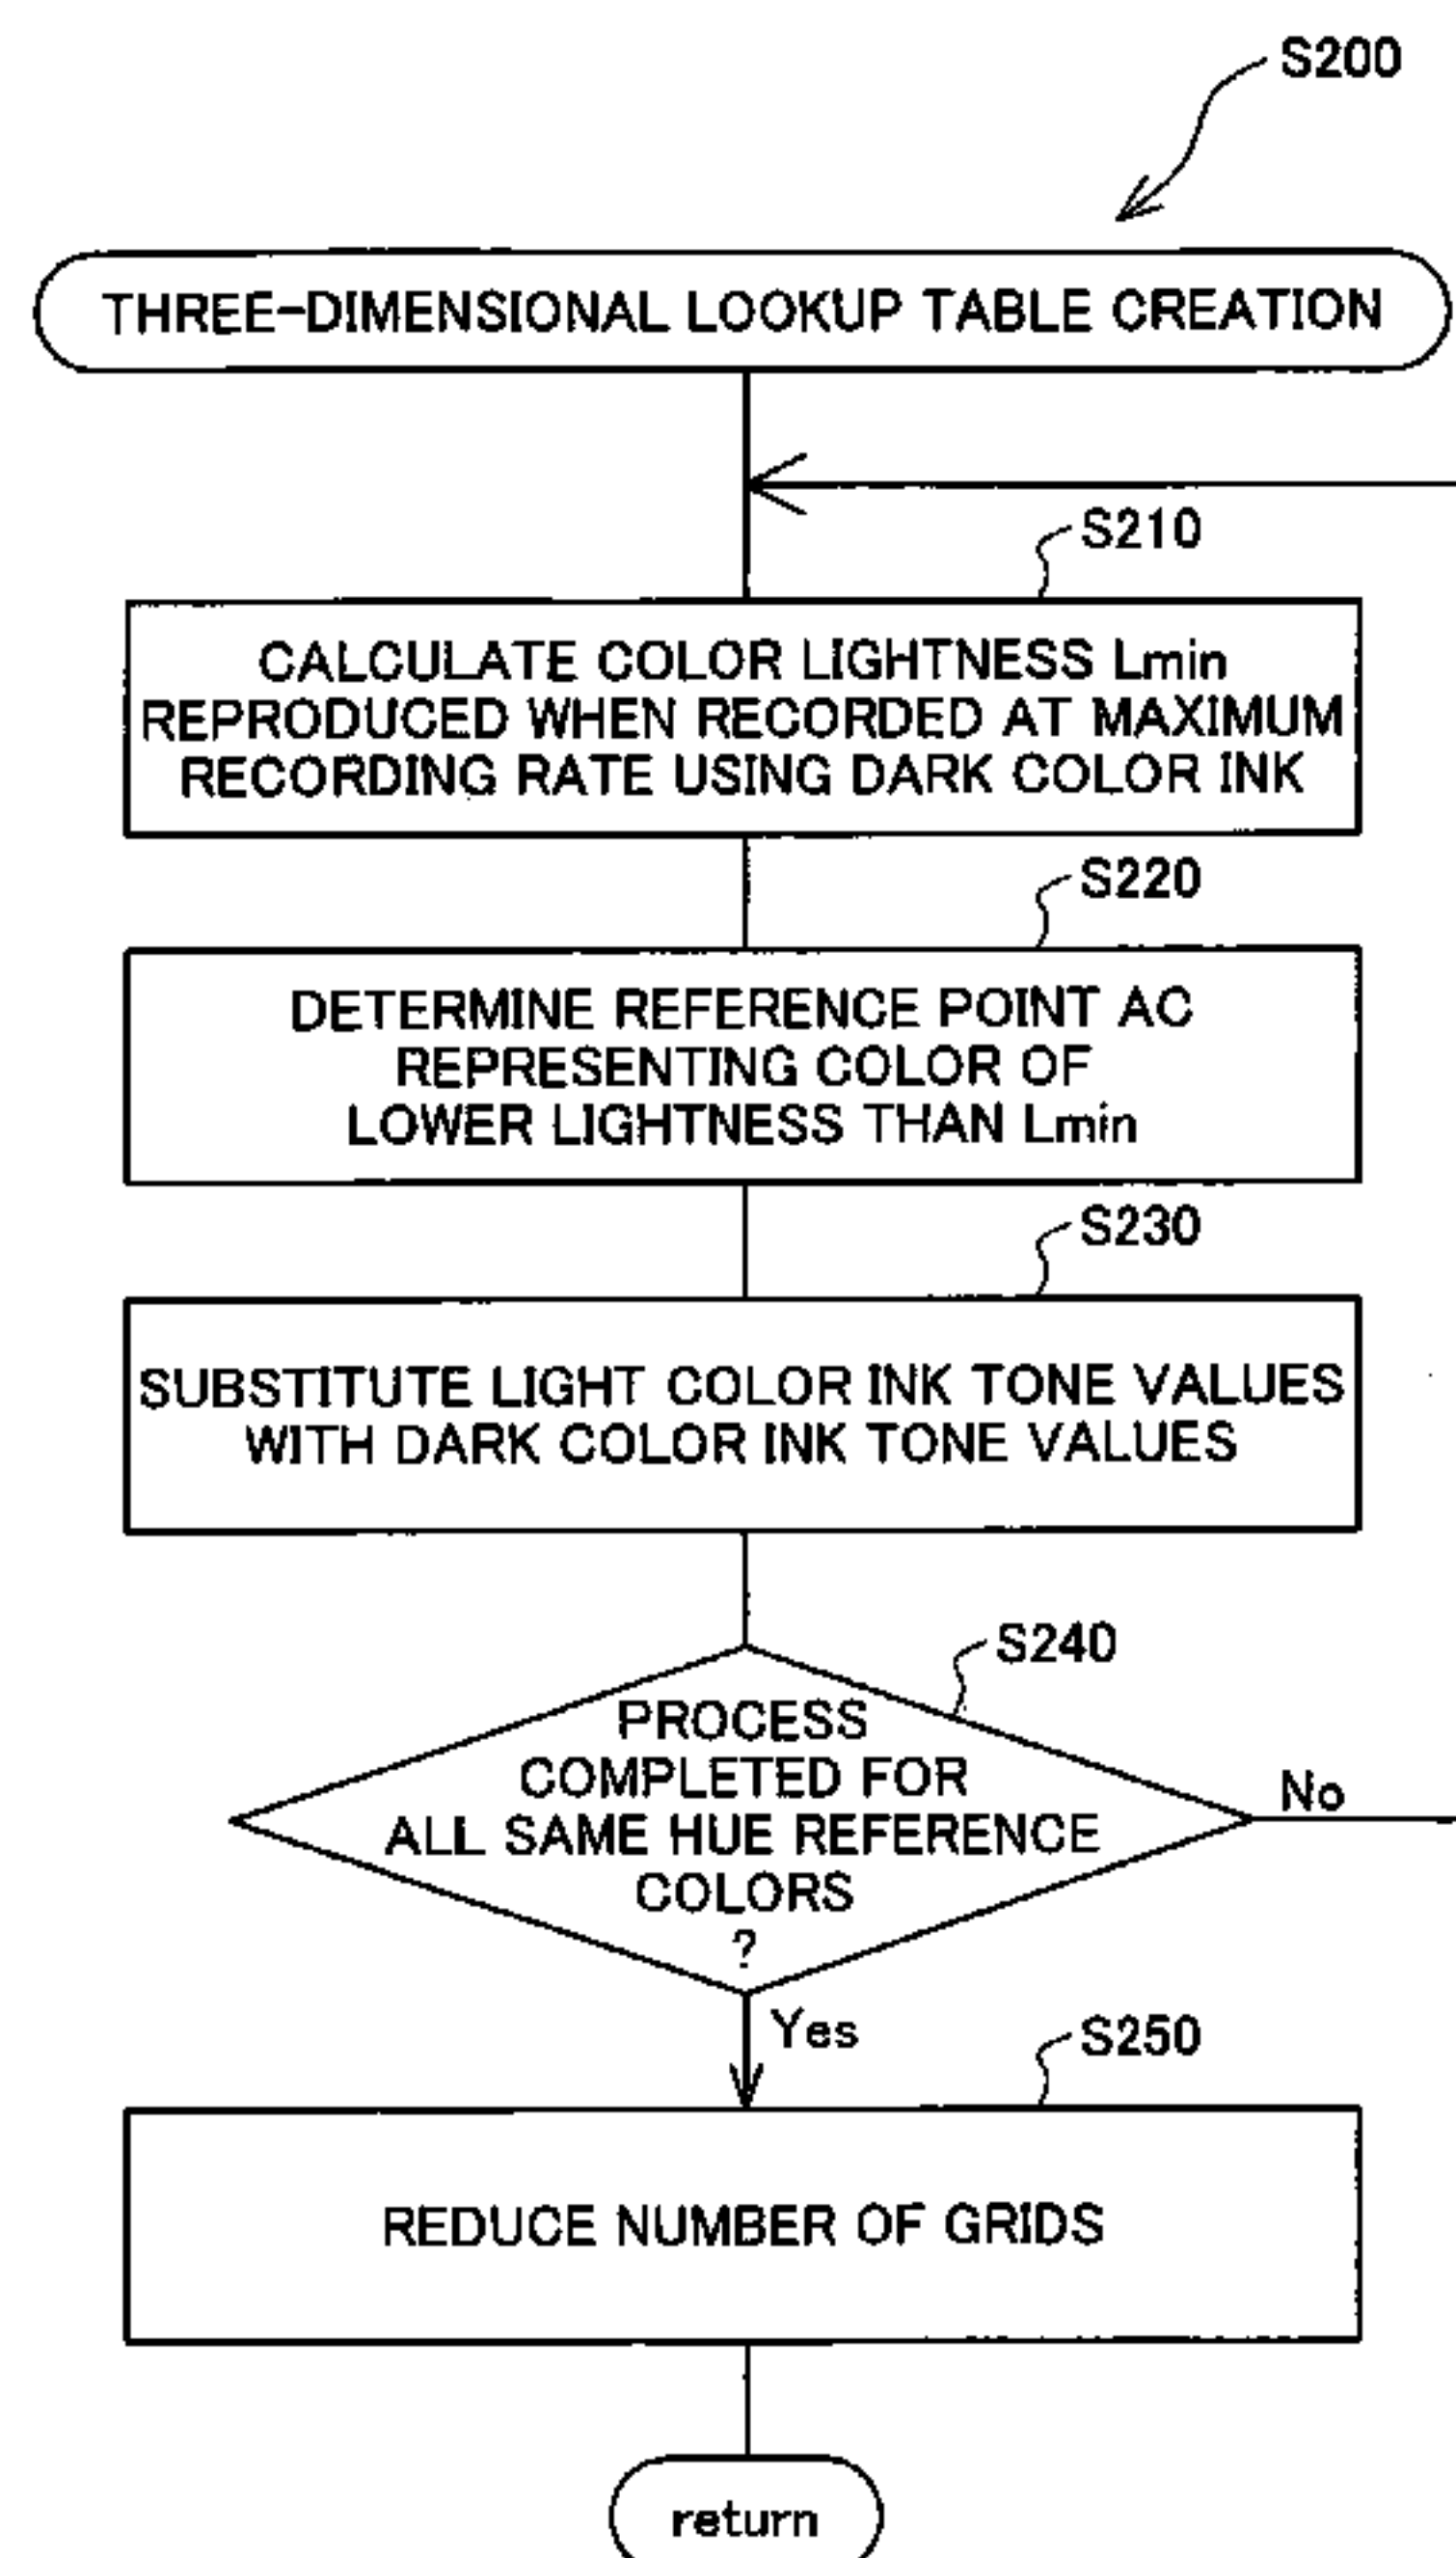 S200
THREE-DIMENSIONAL LOOKUP TABLE CREATION
S210
CALCULATE COLOR LIGHTNESS Lmin
REPRODUCED WHEN RECORDED AT MAXIMUM
RECORDING RATE USING DARK COLOR INK
S220
DETERMINE REFERENCE POINT AC
REPRESENTING COLOR OF
LOWER LIGHTNESS THAN Lmin
S230
SUBSTITUTE LIGHT COLOR INK TONE VALUES
WITH DARK COLOR INK TONE VALUES
S240
PROCESS
COMPLETED FOR
ALL SAME HUE REFERENCE
COLORS
?
No
Yes
S250
REDUCE NUMBER OF GRIDS
return